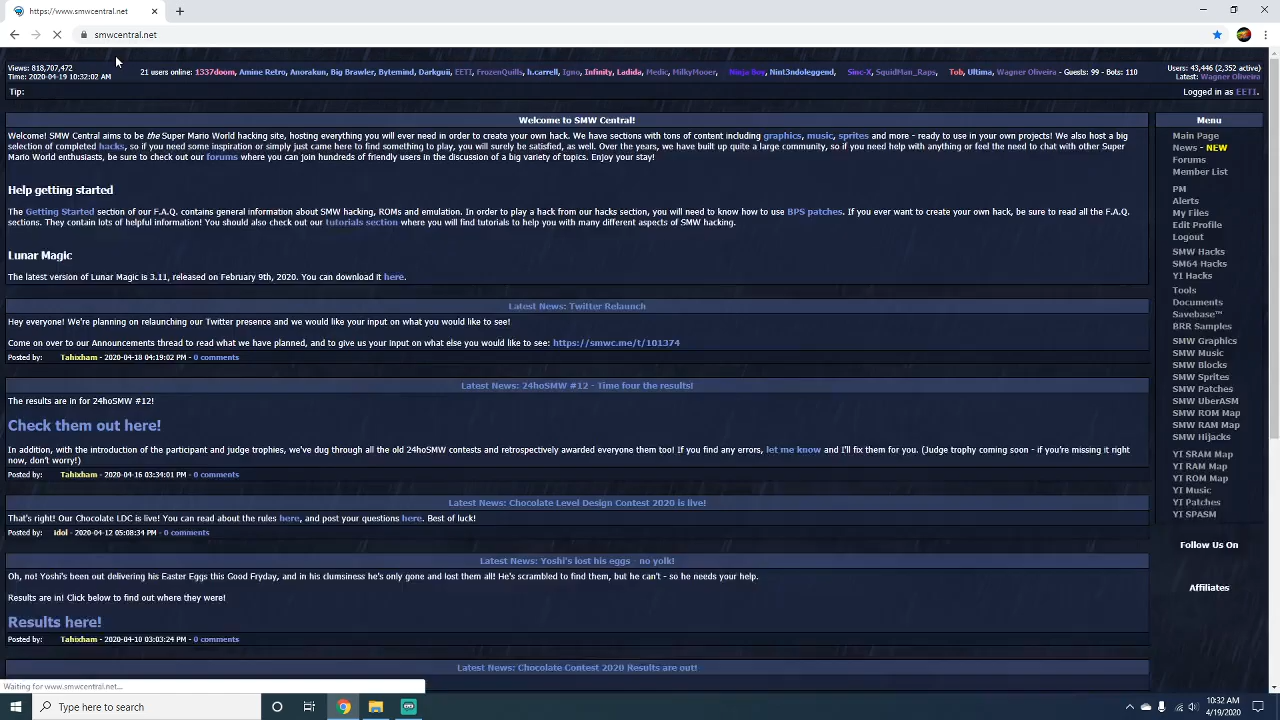 https://www.smwcentral.net
smwcentral.net
Views: 818,707,472
Time: 2020-04-19 10:32:02 AM
21 users online: 1337doom, Amine Retro, Anorakun, Big Brawler, Bytemind, Darkguii, EETI, FrozenQuills, h.carrell, Igno, Infinity, Ladida, Medic, MilkyMooer, Ninja Boy, Nint3ndolegend, Sinc-X, SquidMan_Raps, Tob, Ultima, Wagner Oliveira - Guests: 99 - Bots: 110
Users: 43,446 (2,352 active)
Latest: Wagner Oliveira
Tip:
Logged in as EETI.
Welcome to SMW Central!
Welcome! SMW Central aims to be the Super Mario World hacking site, hosting everything you will ever need in order to create your own hack. We have sections with tons of content including graphics, music, sprites and more - ready to use in your own projects! We also host a big
selection of completed hacks, so if you need some inspiration or simply just came here to find something to play, you will surely be satisfied, as well. Over the years, we have built up quite a large community, so if you need help with anything or feel the need to chat with other Super
Mario World enthusiasts, be sure to check out our forums where you can join hundreds of friendly users in the discussion of a big variety of topics. Enjoy your stay!
Help getting started
The Getting Started section of our F.A.Q. contains general information about SMW hacking, ROMs and emulation. In order to play a hack from our hacks section, you will need to know how to use BPS patches. If you ever want to create your own hack, be sure to read all the F.A.Q.
sections. They contain lots of helpful information! You should also check out our tutorials section where you will find tutorials to help you with many different aspects of SMW hacking.
Lunar Magic
The latest version of Lunar Magic is 3.11, released on February 9th, 2020. You can download it here.
Latest News: Twitter Relaunch
Hey everyone! We're planning on relaunching our Twitter presence and we would like your input on what you would like to see!
Come on over to our Announcements thread to read what we have planned, and to give us your input on what else you would like to see: https://smwc.me/t/101374
Posted by: Tahixham - 2020-04-18 04:19:02 PM - 0 comments
Latest News: 24hoSMW #12 - Time four the results!
The results are in for 24hoSMW #12!
Check them out here!
In addition, with the introduction of the participant and judge trophies, we've dug through all the old 24hoSMW contests and retrospectively awarded everyone them too! If you find any errors, let me know and I'll fix them for you. (Judge trophy coming soon - if you're missing it right
now, don't worry!)
Posted by: Tahixham - 2020-04-16 03:34:01 PM - 0 comments
Latest News: Chocolate Level Design Contest 2020 is live!
That's right! Our Chocolate LDC is live! You can read about the rules here, and post your questions here. Best of luck!
Posted by: idol - 2020-04-12 05:08:34 PM - 0 comments
Latest News: Yoshi's lost his eggs - no yolk!
Oh, no! Yoshi's been out delivering his Easter Eggs this Good Fryday, and in his clumsiness he's only gone and lost them all! He's scrambled to find them, but he can't - so he needs your help.
Results are in! Click below to find out where they were!
Results here!
Posted by: Tahixham - 2020-04-10 03:03:24 PM - 0 comments
Latest News: Chocolate Contest 2020 Results are out!
Menu
Main Page
News - NEW
Forums
Member List
PM
Alerts
My Files
Edit Profile
Logout
SMW Hacks
SM64 Hacks
YI Hacks
Tools
Documents
Savebase™
BRR Samples
SMW Graphics
SMW Music
SMW Blocks
SMW Sprites
SMW Patches
SMW UberASM
SMW ROM Map
SMW RAM Map
SMW Hijacks
YI SRAM Map
YI RAM Map
YI ROM Map
YI Music
YI Patches
YI SPASM
Follow Us On
Affiliates
Waiting for www.smwcentral.net...
Type here to search
10:32 AM
4/19/2020